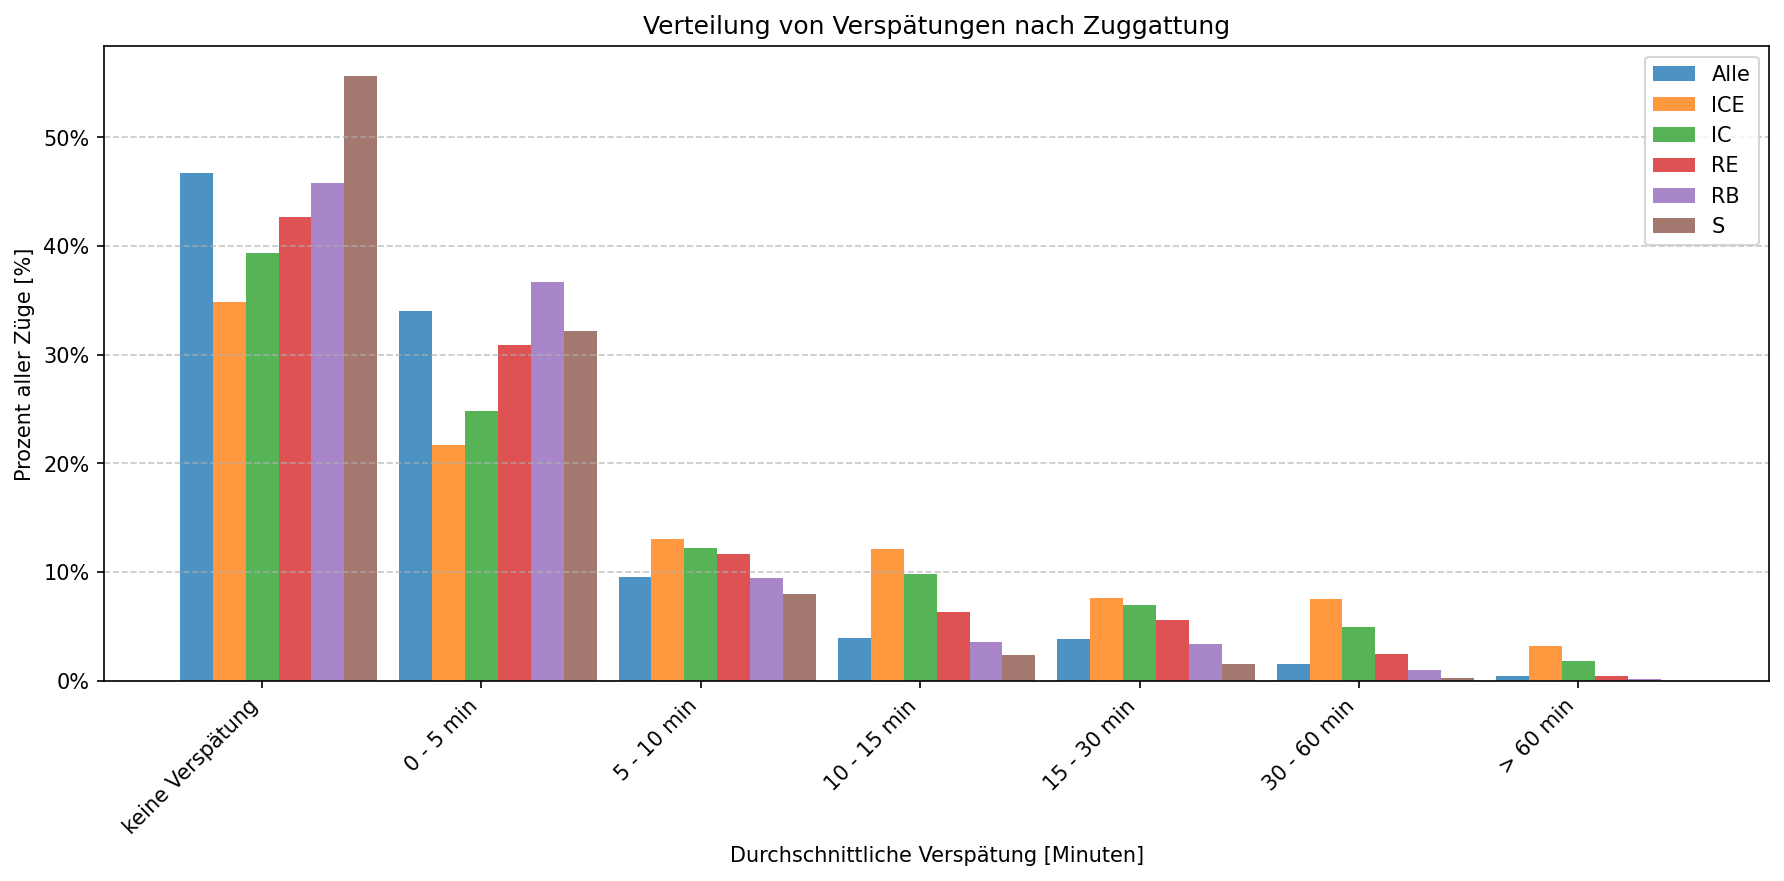 Verteilung von Verspätungen nach Zuggattung
Prozent aller Züge [%]
50%
40%
30%
20%
10%
0%
Alle
ICE
IC
RE
RB
S
keine Verspätung
0 - 5 min
5 - 10 min
10 - 15 min
15 - 30 min
30 - 60 min
> 60 min
Durchschnittliche Verspätung [Minuten]